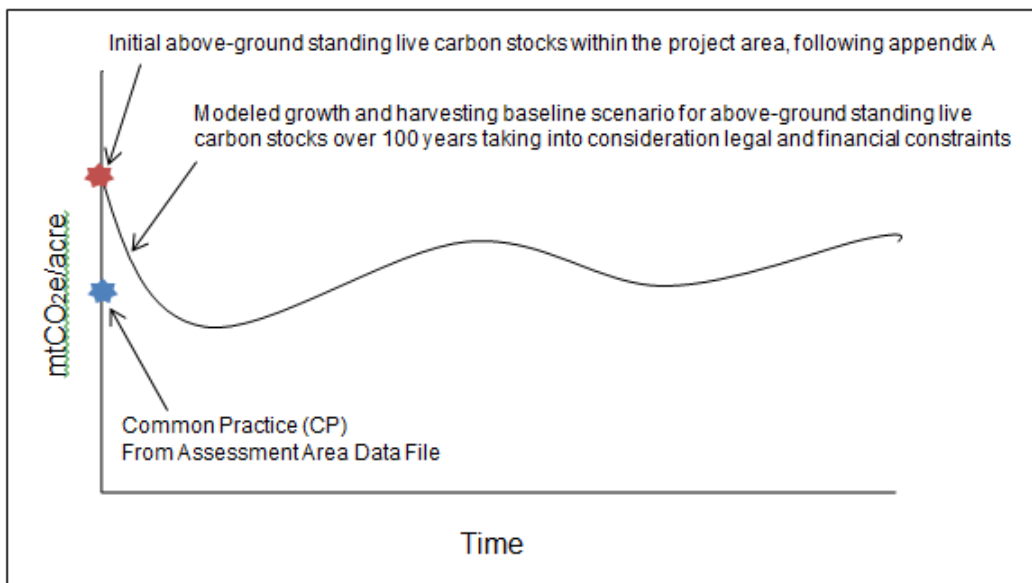 Initial above-ground standing live carbon stocks within the project area, following appendix A
Modeled growth and harvesting baseline scenario for above-ground standing live
carbon stocks over 100 years taking into consideration legal and financial constraints
mtCO2e/acre
Common Practice (CP)
From Assessment Area Data File
Time